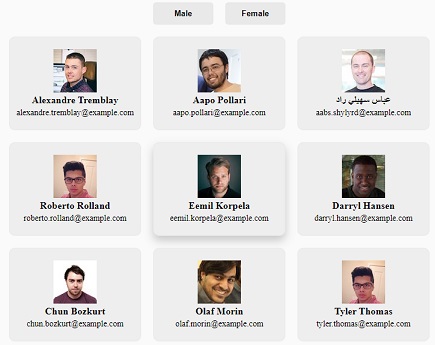 Male
Female
Alexandre Tremblay
alexandre.tremblay@example.com
Aapo Pollari
aapo.pollari@example.com
عباس سهيلي راد
aabs.shylyrd@example.com
Roberto Rolland
roberto.rolland@example.com
Eemil Korpela
eemil.korpela@example.com
Darryl Hansen
darryl.hansen@example.com
Chun Bozkurt
chun.bozkurt@example.com
Olaf Morin
olaf.morin@example.com
Tyler Thomas
tyler.thomas@example.com